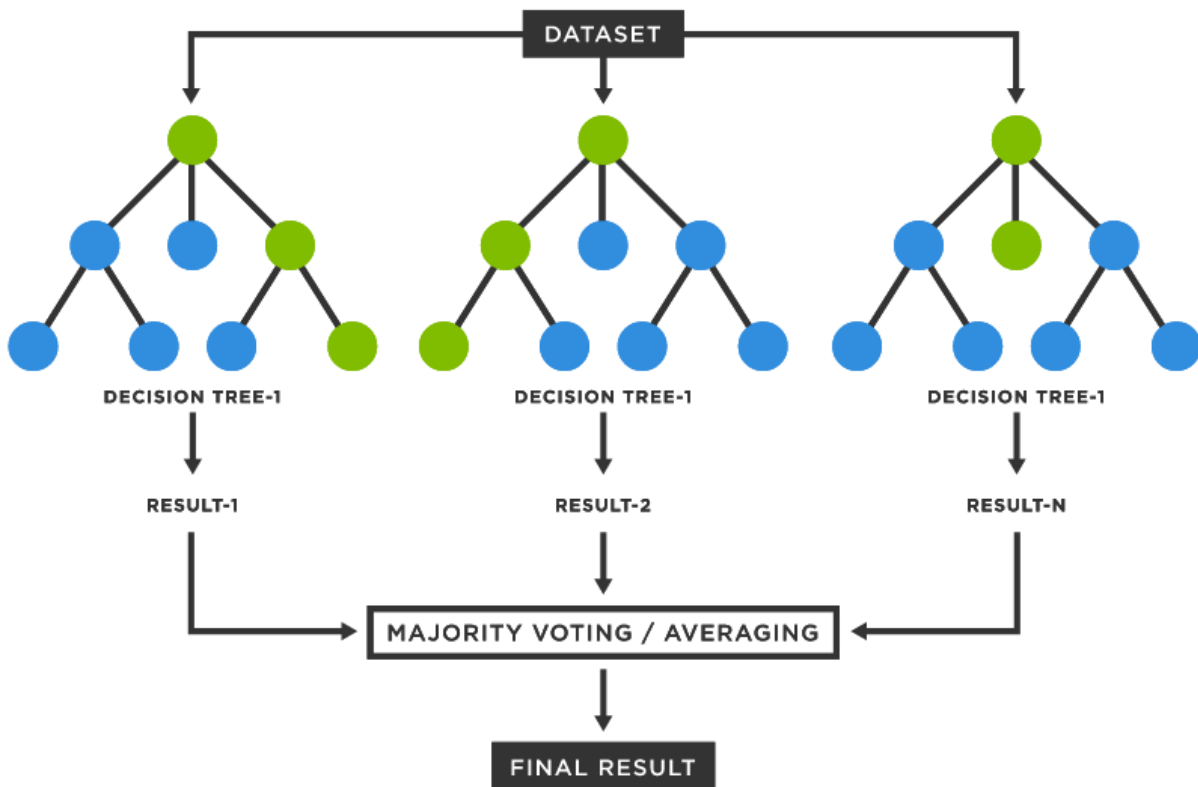 DATASET
DECISION TREE-1
DECISION TREE-1
DECISION TREE-1
RESULT-1
RESULT-2
RESULT-N
MAJORITY VOTING / AVERAGING
FINAL RESULT